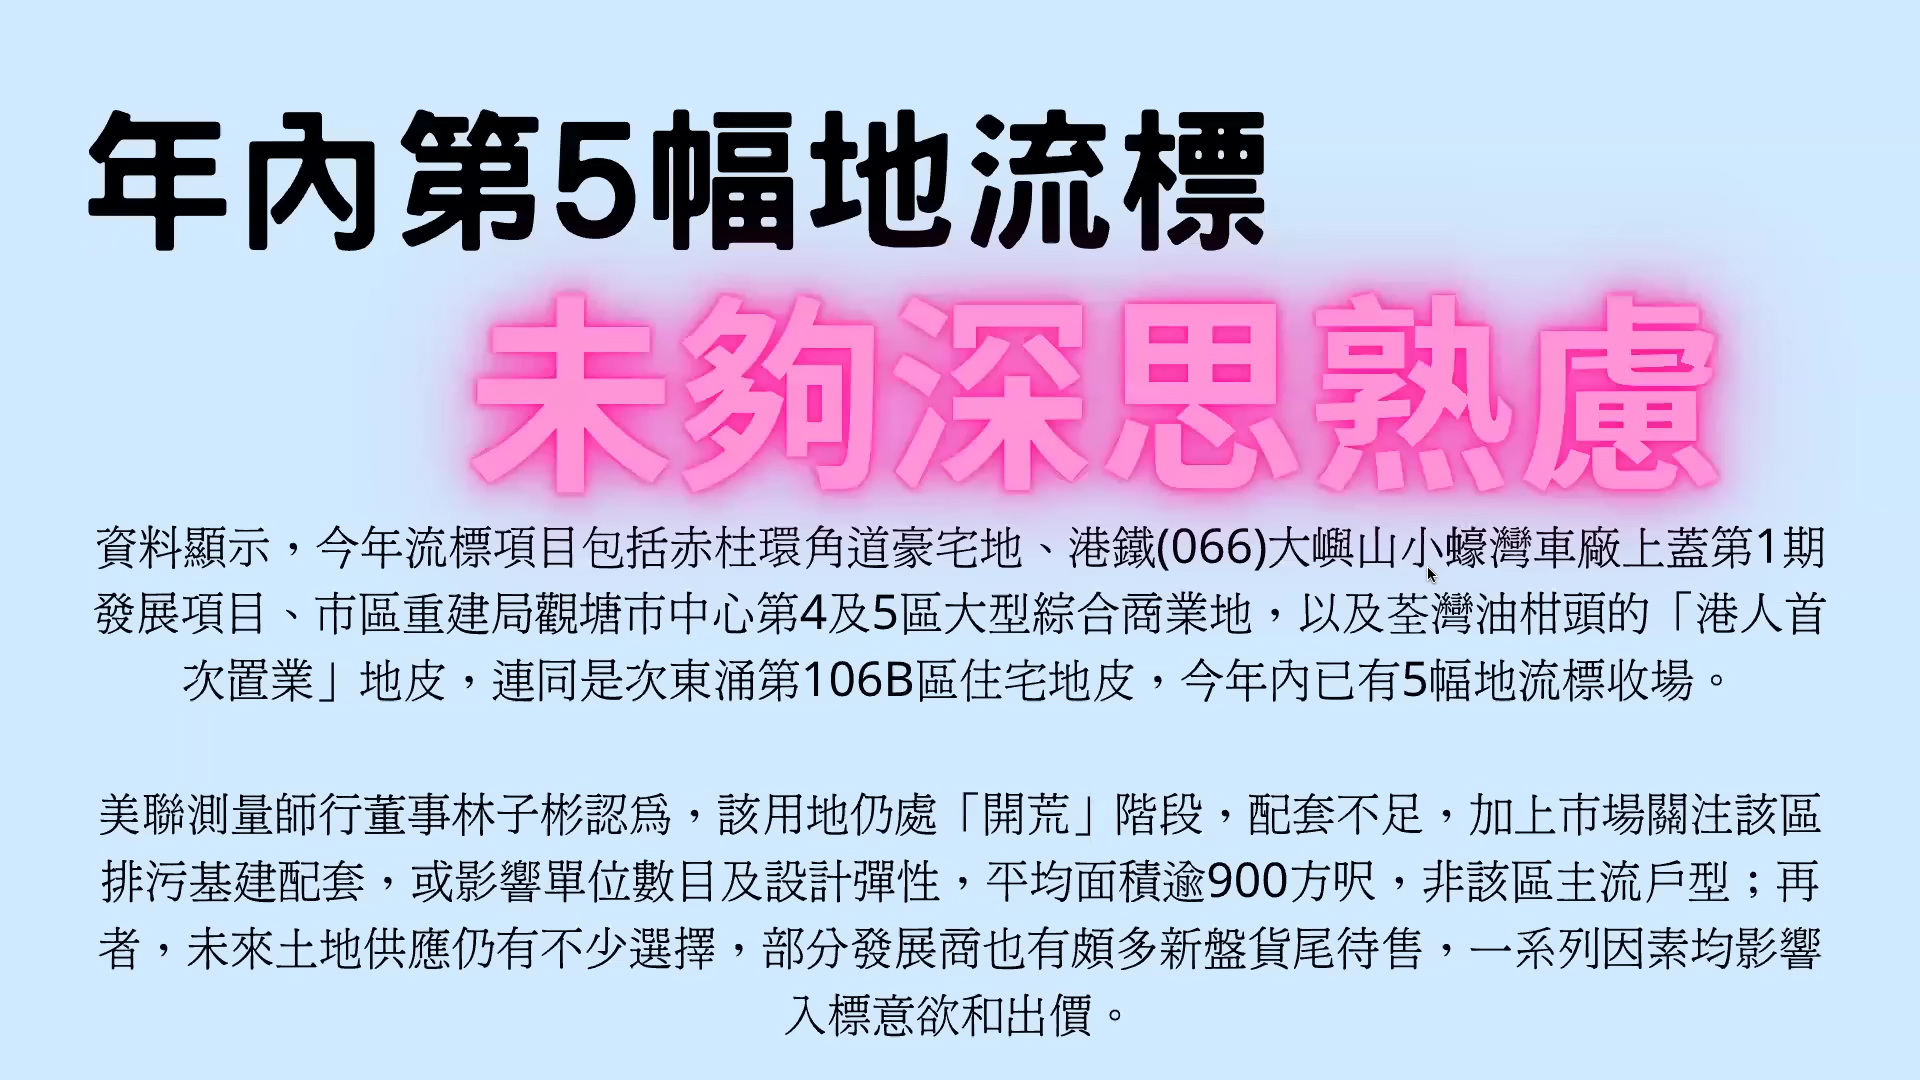 年內第5幅地流標
未夠深思熟慮
資料顯示，今年流標項目包括赤柱環角道豪宅地、港鐵(066)大嶼山小蠔灣車廠上蓋第1期
發展項目、市區重建局觀塘市中心第4及5區大型綜合商業地，以及荃灣油柑頭的「港人首
次置業」地皮，連同是次東涌第106B區住宅地皮，今年內已有5幅地流標收場。
美聯測量師行董事林子彬認為，該用地仍處「開荒」階段，配套不足，加上市場關注該區
排污基建配套，或影響單位數目及設計彈性，平均面積逾900方呎，非該區主流戶型；再
者，未來土地供應仍有不少選擇，部分發展商也有頗多新盤貨尾待售，一系列因素均影響
入標意欲和出價。